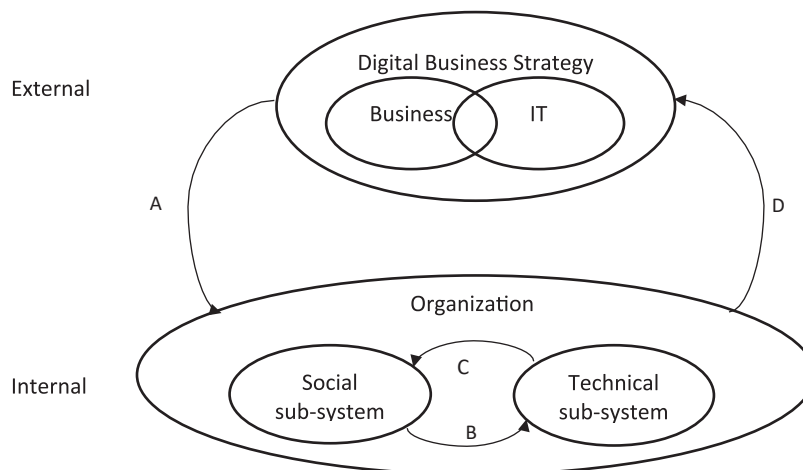 Digital Business Strategy
External
Business
IT
A
D
Organization
C
Internal
Social
sub-system
Technical
sub-system
B